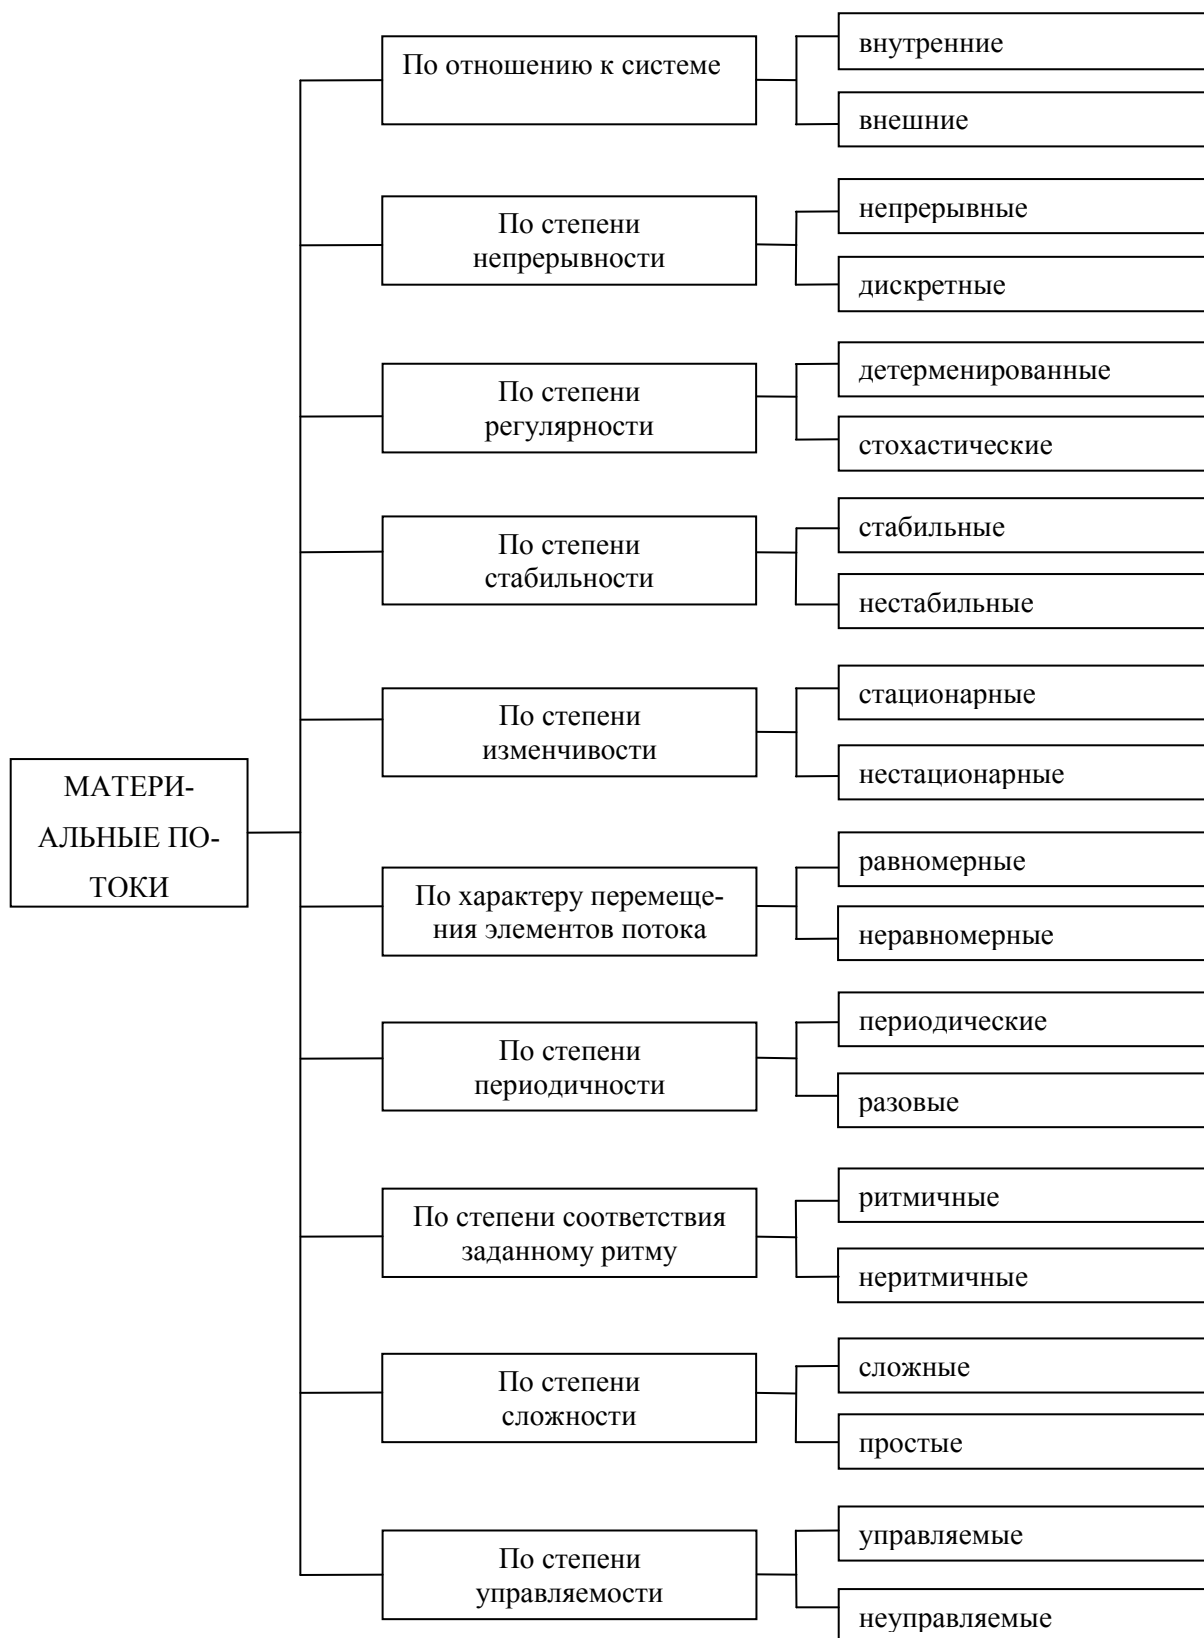 МАТЕРИ-
АЛЬНЫЕ ПО-
ТОКИ
По отношению к системе
внутренние
внешние
По степени
непрерывности
непрерывные
дискретные
По степени
регулярности
детерменированные
стохастические
По степени
стабильности
стабильные
нестабильные
По степени
изменчивости
стационарные
нестационарные
По характеру перемеще-
ния элементов потока
равномерные
неравномерные
По степени
периодичности
периодические
разовые
По степени соответствия
заданному ритму
ритмичные
неритмичные
По степени
сложности
сложные
простые
По степени
управляемости
управляемые
неуправляемые